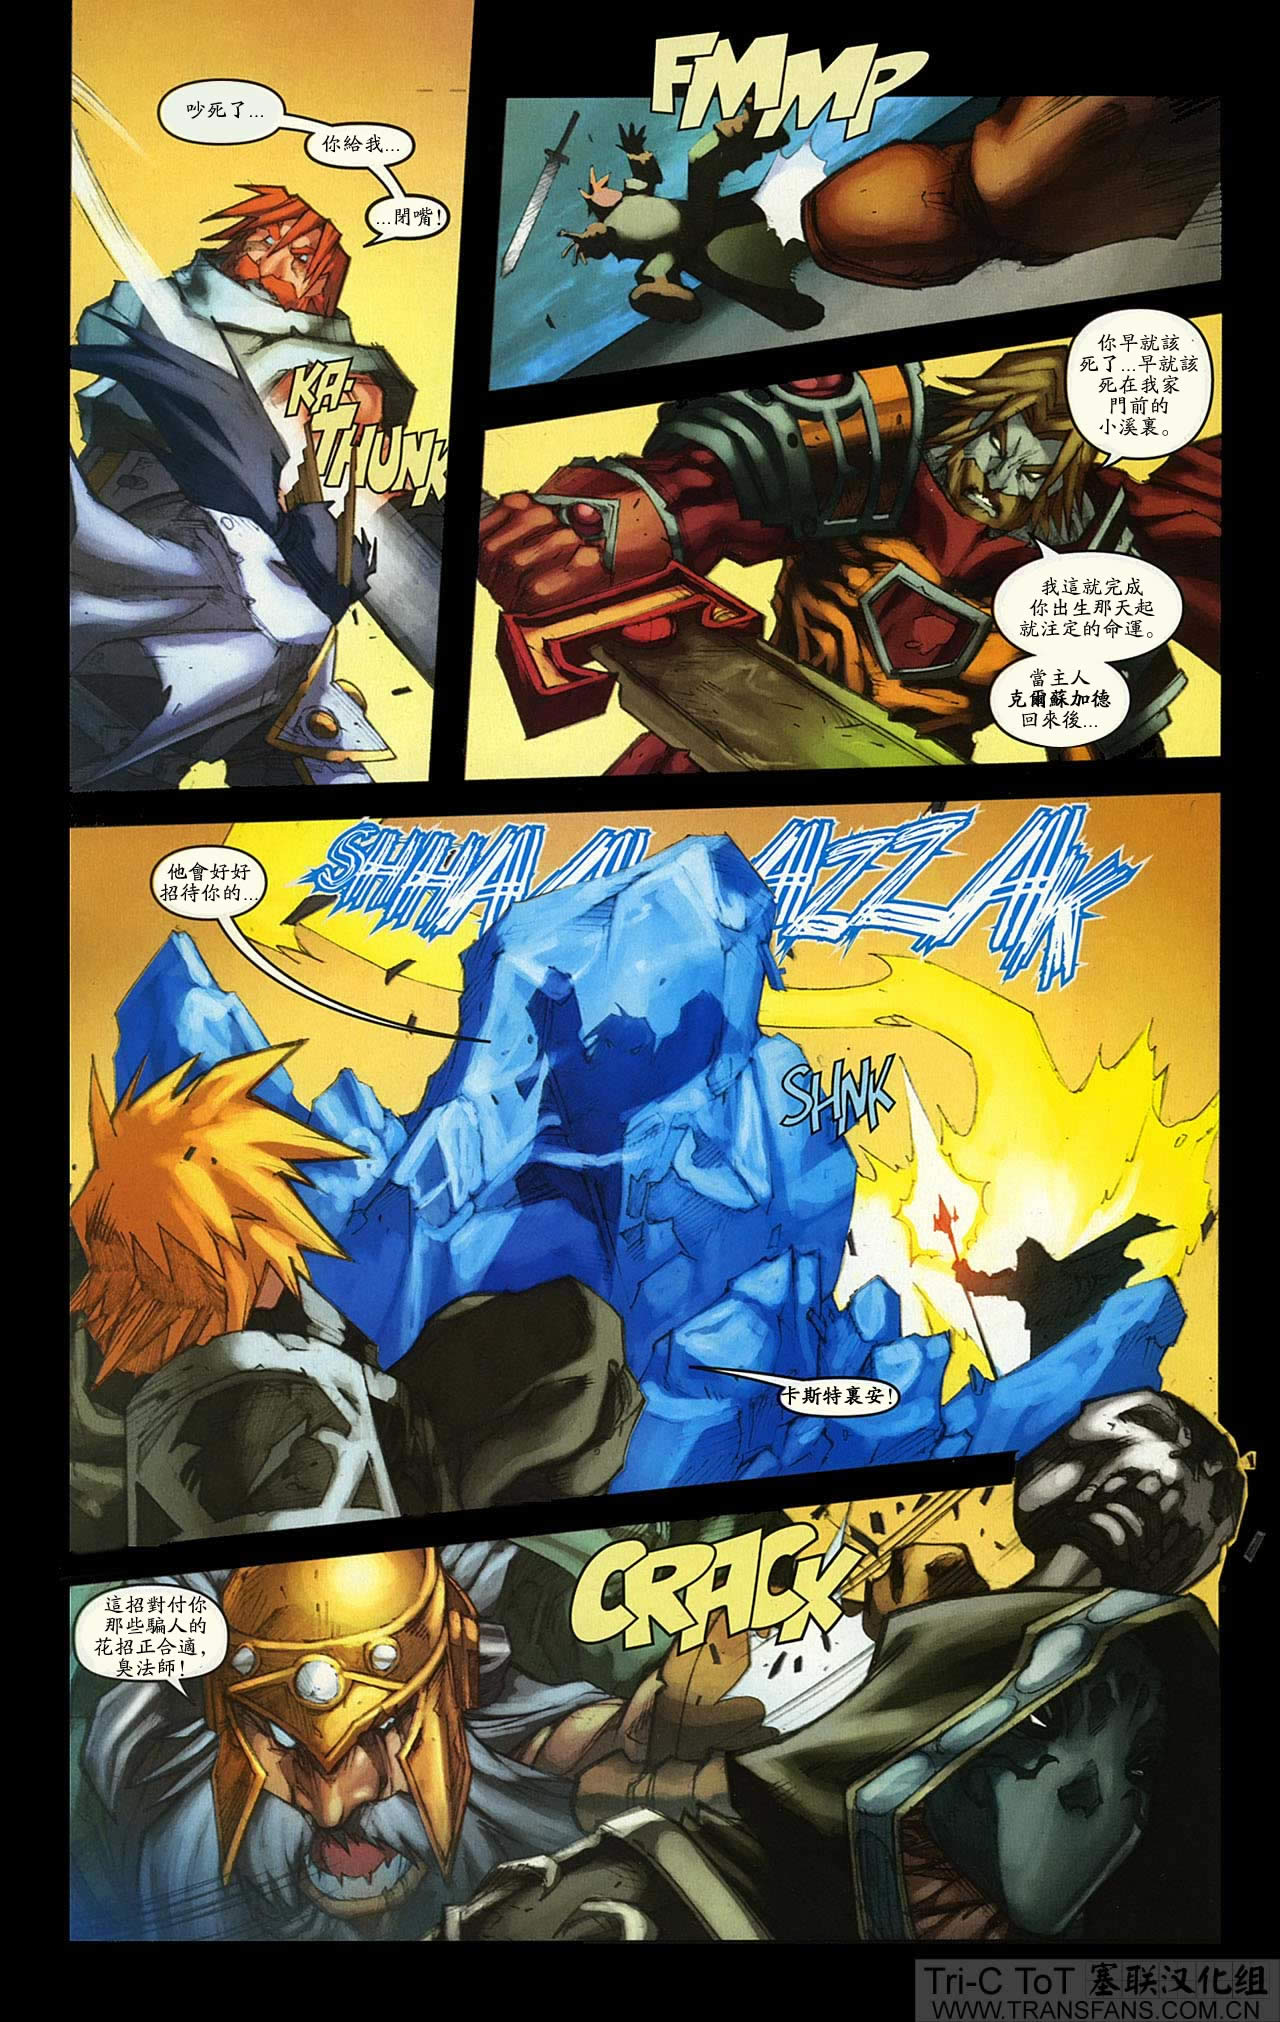 吵死了...
你給我...
...閉嘴!
KA-
THUNK
FMMP
你早就該
死了...早就該
死在我家
門前的
小溪裏。
我這就完成
你出生那天起
就注定的命運。
當主人
克爾蘇加德
回來後...
他會好好
招待你的...
SHNK
卡斯特裏安!
這招對付你
那些騙人的
花招正合適,
臭法師!
CRACK
Tri-C ToT 塞联汉化组
WWW.TRANSFANS.COM.CN